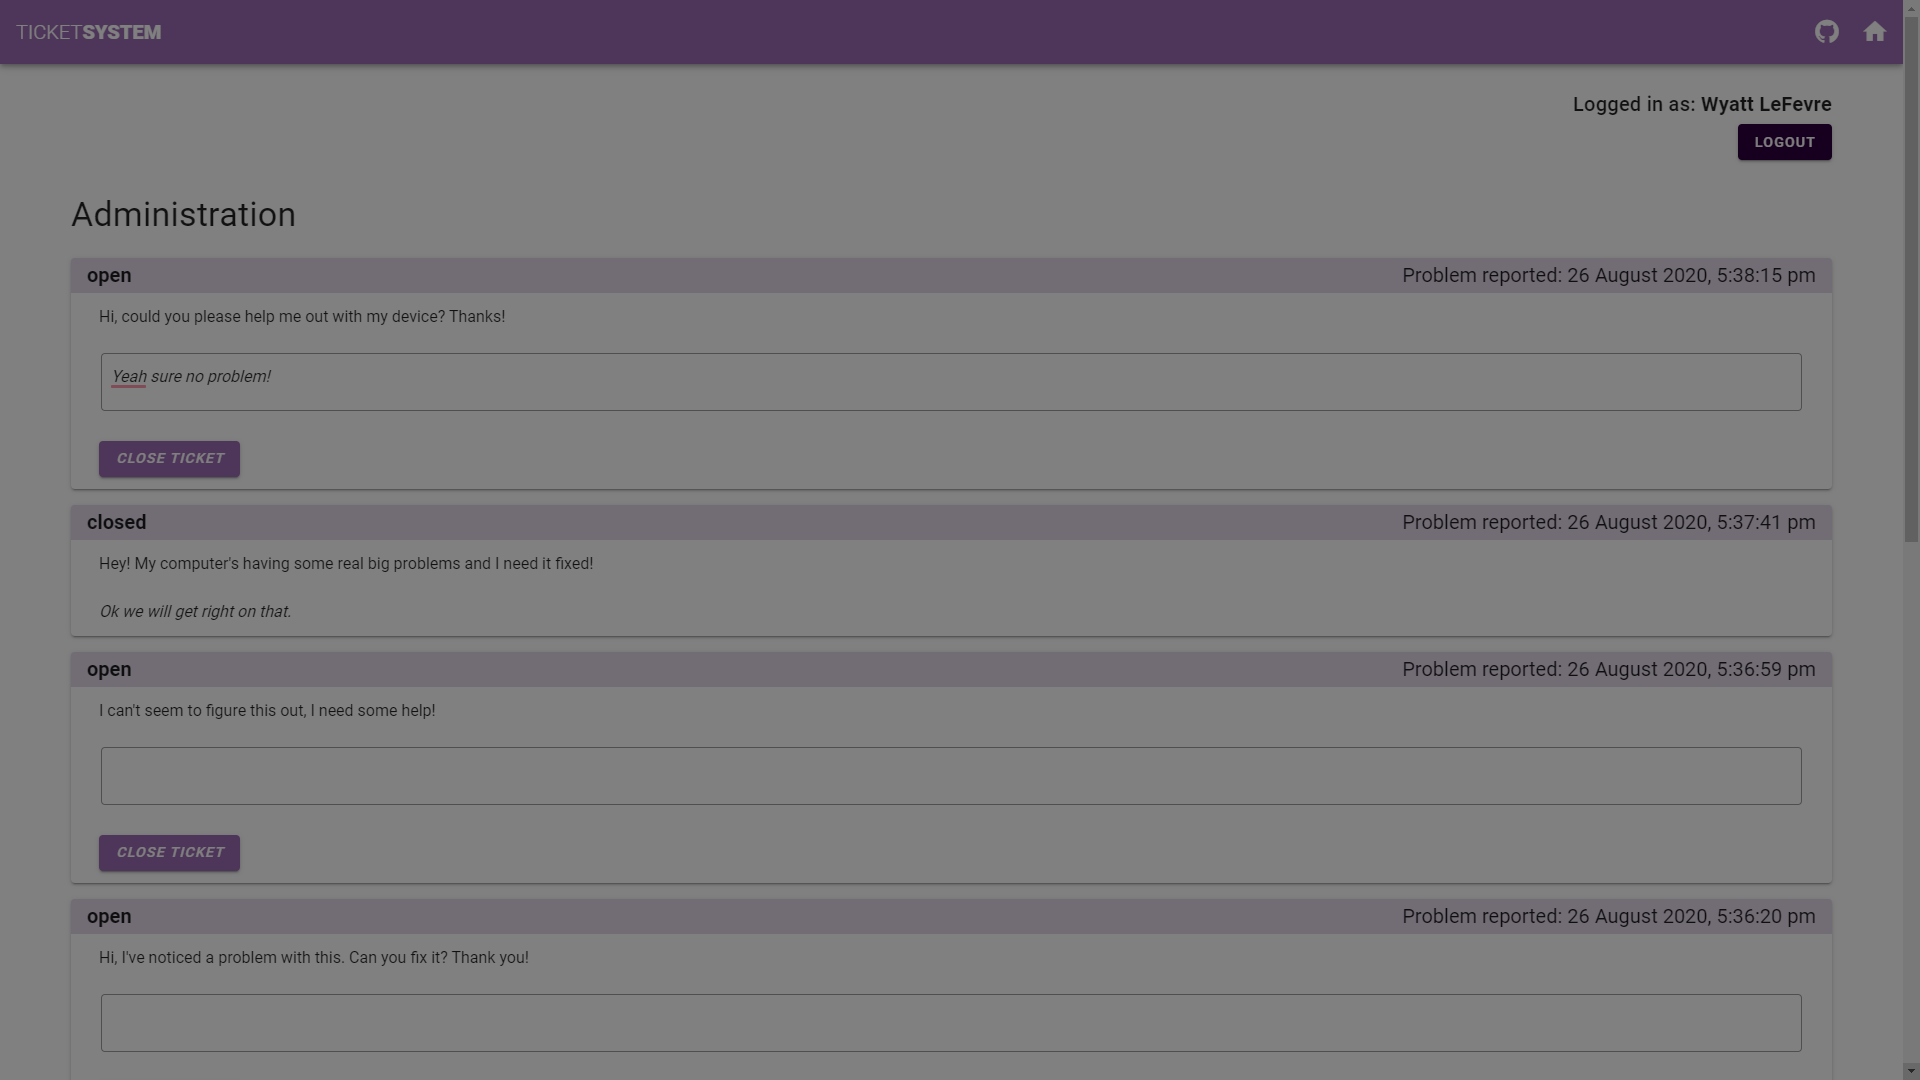 TICKETSYSTEM
Logged in as: Wyatt LeFevre
LOGOUT
Administration
open Problem reported: 26 August 2020, 5:38:15 pm
Hi, could you please help me out with my device? Thanks!
Yeah sure no problem!
CLOSE TICKET
closed Problem reported: 26 August 2020, 5:37:41 pm
Hey! My computer's having some real big problems and I need it fixed!
Ok we will get right on that.
open Problem reported: 26 August 2020, 5:36:59 pm
I can't seem to figure this out, I need some help!
CLOSE TICKET
open Problem reported: 26 August 2020, 5:36:20 pm
Hi, I've noticed a problem with this. Can you fix it? Thank you!